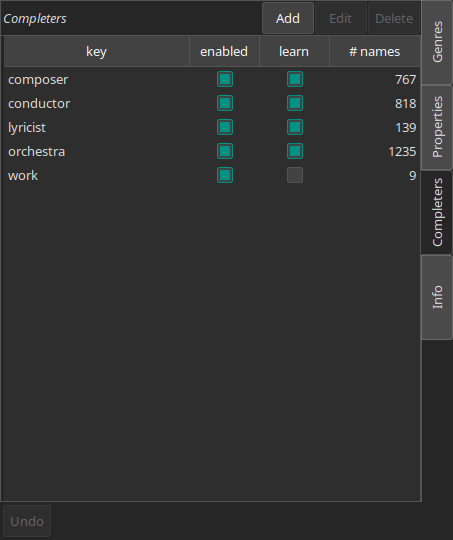 Completers Add Edit Delete
key enabled learn # names
composer 767
conductor 818
lyricist 139
orchestra 1235
work 9
Undo
Genres
Properties
Completers
Info